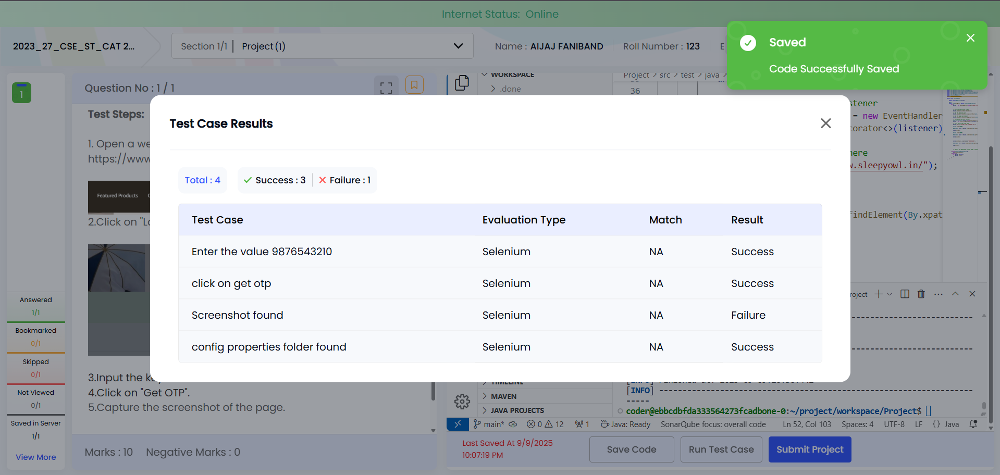 Internet Status: Online
2023_27_CSE_ST_CAT 2...
Section 1/1
Project(1)
Name : AIJAJ FANIBAND
Roll Number : 123
E
Saved
Code Successfully Saved
1
Question No : 1 / 1
WORKSPACE
.done
Project > src > test > java >
36
Test Steps:
1. Open a we
https://www
Featured Products
2.Click on "Lo
3.Input the
4.Click on "Get OTP".
5.Capture the screenshot of the page.
Test Case Results
Total : 4
Success : 3
Failure : 1
Test Case Evaluation Type Match Result
Enter the value 9876543210 Selenium NA Success
click on get otp Selenium NA Success
Screenshot found Selenium NA Failure
config properties folder found Selenium NA Success
stener
= new EventHandler
corator<>(listener)
here
w.sleepyowl.in/");
findElement(By.xpat
roject
Answered
1/1
Bookmarked
0/1
Skipped
0/1
Not Viewed
0/1
Saved in Server
1/1
View More
TIMELINE
MAVEN
JAVA PROJECTS
[INFO] ------------------------------------------------------------------------
coder@ebbcdbfda333564273fcadbone-0:~/project/workspace/Project$
main* 0 12 1 Java: Ready SonarQube focus: overall code Ln 52, Col 103 Spaces: 4 UTF-8 LF {} Java
Marks : 10 Negative Marks : 0
Last Saved At 9/9/2025
10:07:19 PM
Save Code
Run Test Case
Submit Project